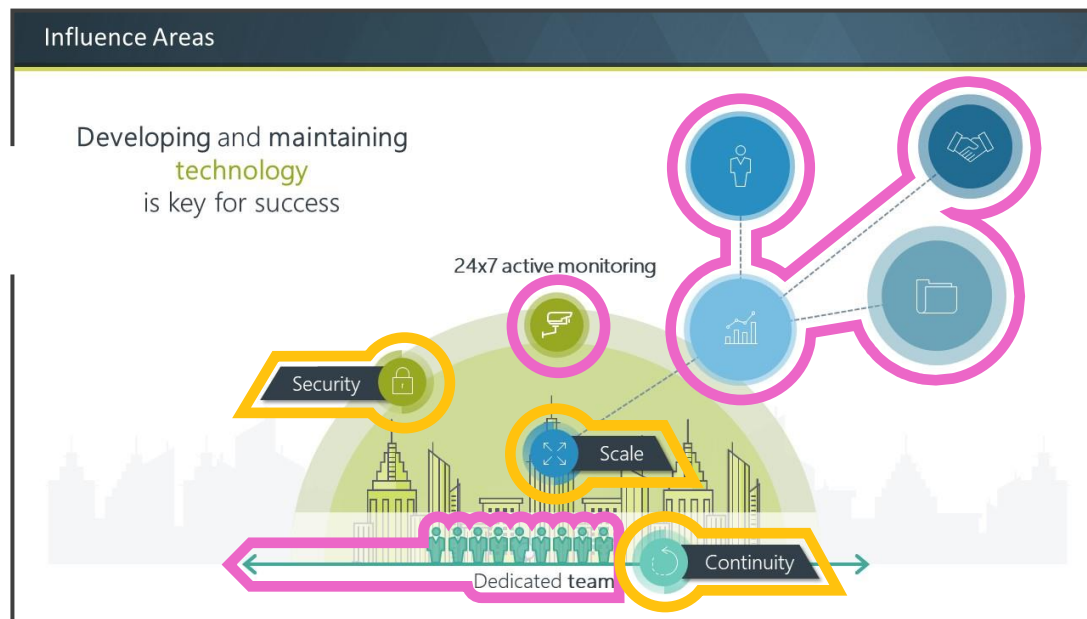 Influence Areas
Developing and maintaining
technology
is key for success
24x7 active monitoring
Security
Scale
Continuity
Dedicated team